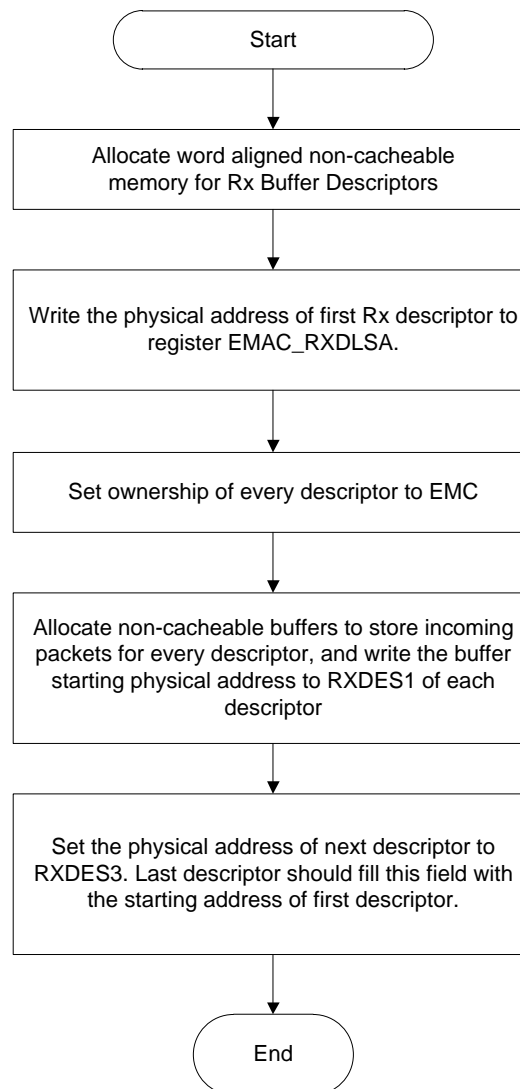 Start
Allocate word aligned non-cacheable
memory for Rx Buffer Descriptors
Write the physical address of first Rx descriptor to
register EMAC_RXDLSA.
Set ownership of every descriptor to EMC
Allocate non-cacheable buffers to store incoming
packets for every descriptor, and write the buffer
starting physical address to RXDES1 of each
descriptor
Set the physical address of next descriptor to
RXDES3. Last descriptor should fill this field with
the starting address of first descriptor.
End